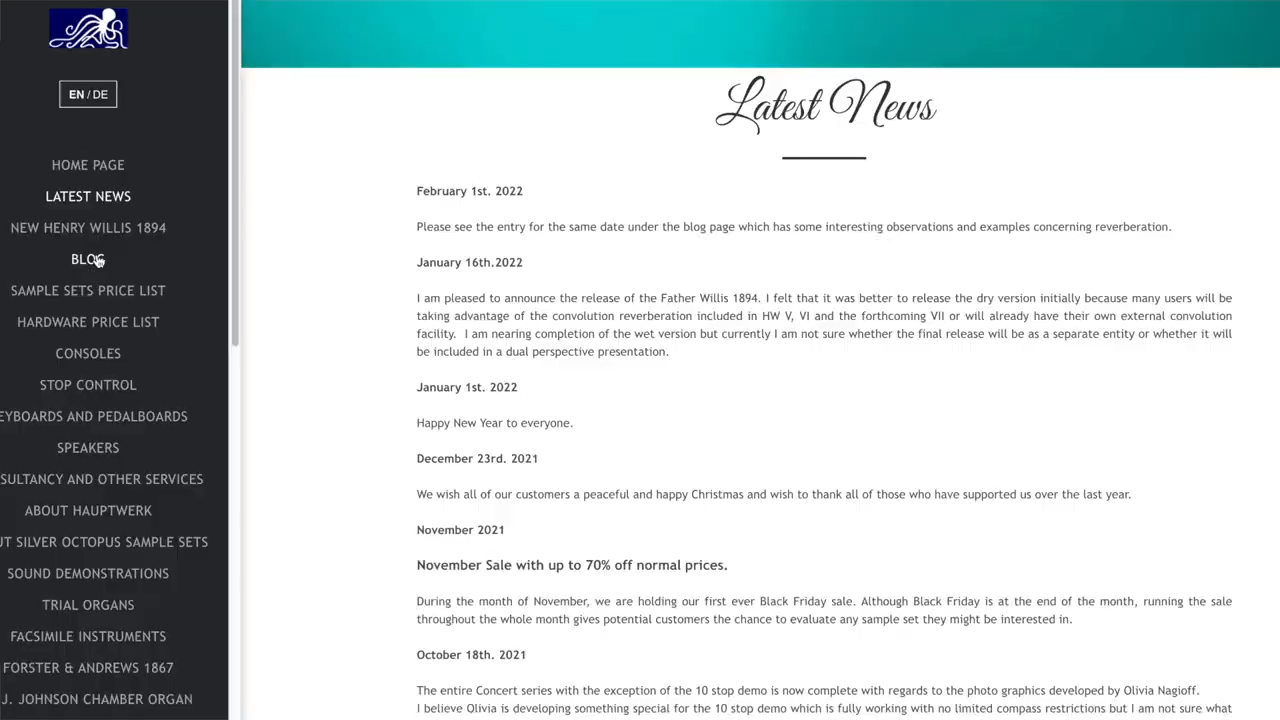 EN / DE
HOME PAGE
LATEST NEWS
NEW HENRY WILLIS 1894
BLOG
SAMPLE SETS PRICE LIST
HARDWARE PRICE LIST
CONSOLES
STOP CONTROL
EYBOARDS AND PEDALBOARDS
SPEAKERS
SULTANCY AND OTHER SERVICES
ABOUT HAUPTWERK
UT SILVER OCTOPUS SAMPLE SETS
SOUND DEMONSTRATIONS
TRIAL ORGANS
FACSIMILE INSTRUMENTS
FORSTER & ANDREWS 1867
J. JOHNSON CHAMBER ORGAN
Latest News
February 1st. 2022
Please see the entry for the same date under the blog page which has some interesting observations and examples concerning reverberation.
January 16th.2022
I am pleased to announce the release of the Father Willis 1894. I felt that it was better to release the dry version initially because many users will be
taking advantage of the convolution reverberation included in HW V, VI and the forthcoming VII or will already have their own external convolution
facility. I am nearing completion of the wet version but currently I am not sure whether the final release will be as a separate entity or whether it will
be included in a dual perspective presentation.
January 1st. 2022
Happy New Year to everyone.
December 23rd. 2021
We wish all of our customers a peaceful and happy Christmas and wish to thank all of those who have supported us over the last year.
November 2021
November Sale with up to 70% off normal prices.
During the month of November, we are holding our first ever Black Friday sale. Although Black Friday is at the end of the month, running the sale
throughout the whole month gives potential customers the chance to evaluate any sample set they might be interested in.
October 18th. 2021
The entire Concert series with the exception of the 10 stop demo is now complete with regards to the photo graphics developed by Olivia Nagioff.
I believe Olivia is developing something special for the 10 stop demo which is fully working with no limited compass restrictions but I am not sure what